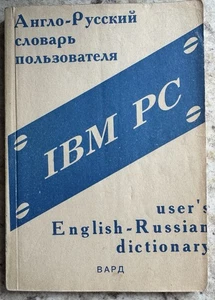 Англо-Русский
словарь
пользователя
IBM PC
user's
English-Russian
dictionary
ВАРД